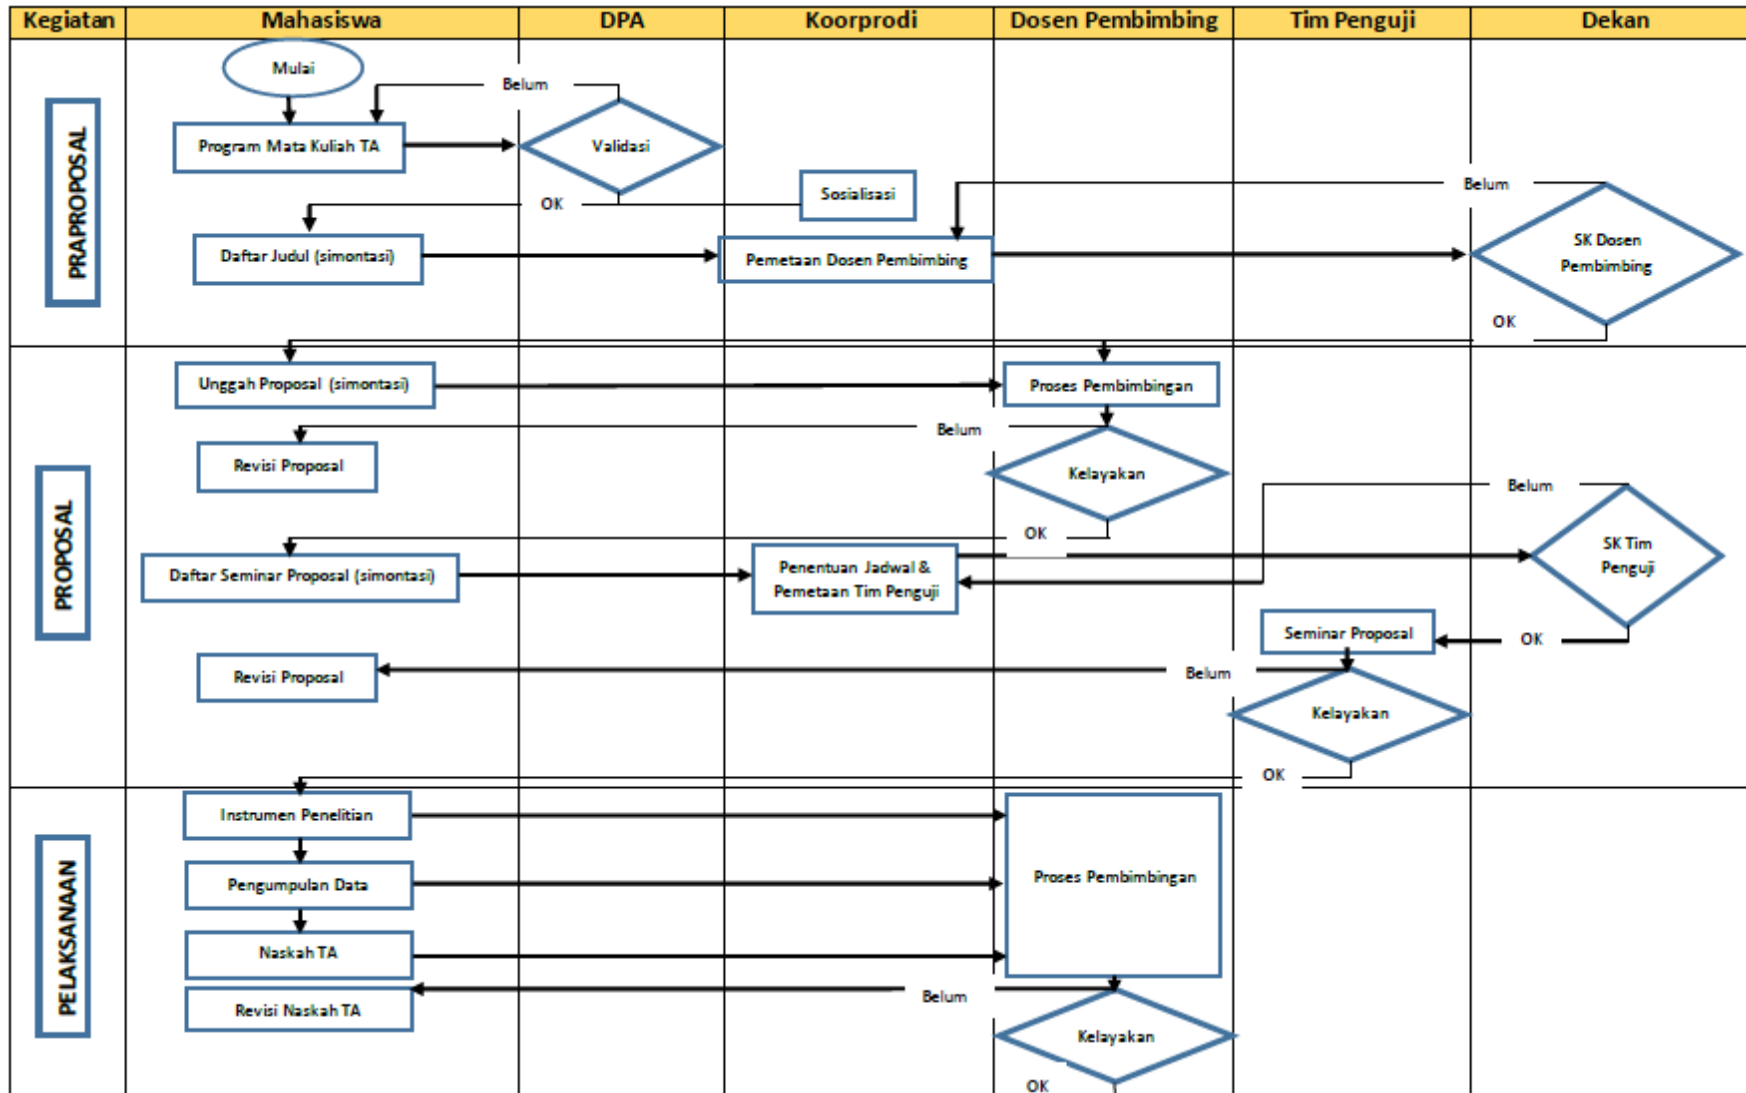 Kegiatan
Mahasiswa
DPA
Koorprodi
Dosen Pembimbing
Tim Penguji
Dekan
PRAPROPOSAL
Mulai
Belum
Program Mata Kuliah TA
Validasi
Sosialisasi
Belum
OK
Daftar Judul (simontasi)
Pemetaan Dosen Pembimbing
SK Dosen
Pembimbing
OK
PROPOSAL
Unggah Proposal (simontasi)
Proses Pembimbingan
Belum
Revisi Proposal
Kelayakan
Belum
OK
Daftar Seminar Proposal (simontasi)
Penentuan Jadwal &
Pemetaan Tim Penguji
SK Tim
Penguji
Seminar Proposal
OK
Revisi Proposal
Belum
Kelayakan
OK
PELAKSANAAN
Instrumen Penelitian
Pengumpulan Data
Proses Pembimbingan
Naskah TA
Revisi Naskah TA
Belum
Kelayakan
OK